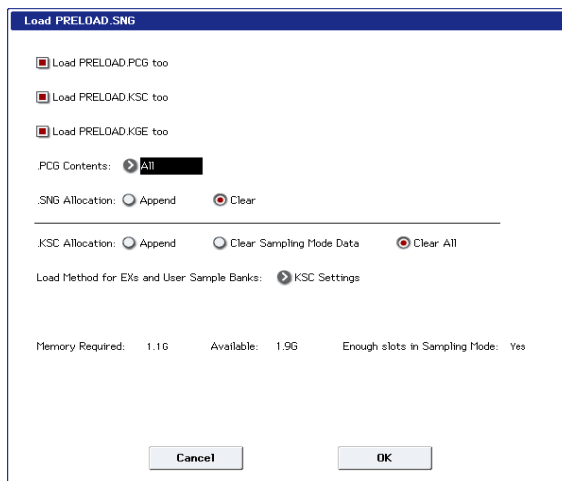 Load PRELOAD.SNG
Load PRELOAD.PCG too
Load PRELOAD.KSC too
Load PRELOAD.KGE too
.PCG Contents: All
.SNG Allocation: Append Clear
.KSC Allocation: Append Clear Sampling Mode Data Clear All
Load Method for EXs and User Sample Banks: KSC Settings
Memory Required: 1.1G Available: 1.9G Enough slots in Sampling Mode: Yes
Cancel OK